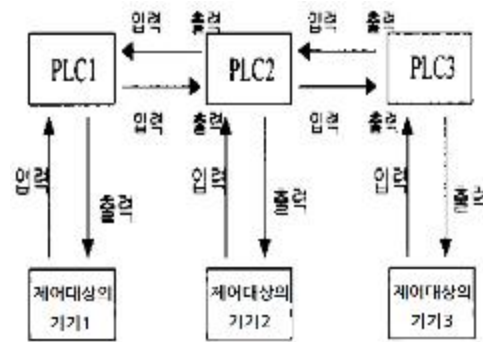 입력 출력 입력 출력
PLC1 PLC2 PLC3
입력 출력 입력 출력
입력 출력 입력 출력 입력 출력
제어대상의 제어대상의 제어대상의
기기1 기기2 기기3